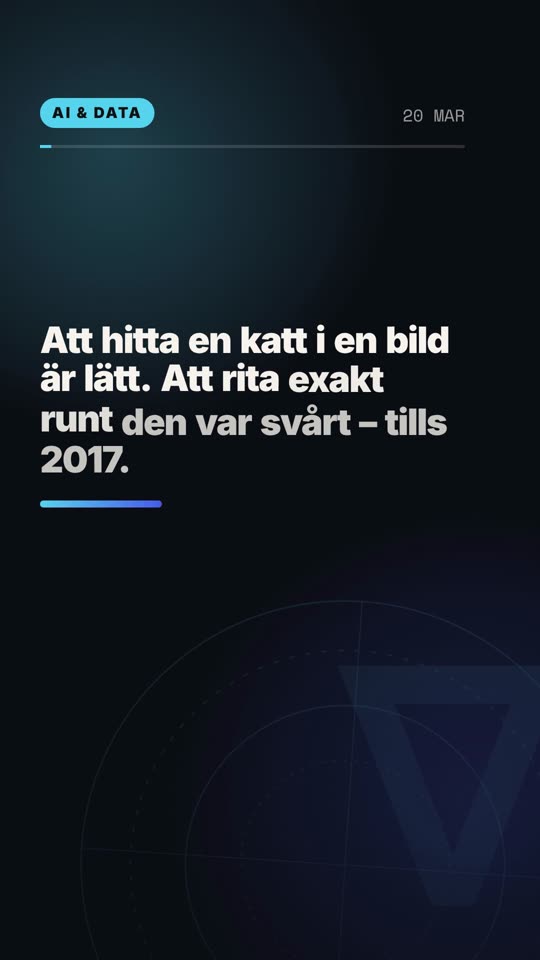 AI & DATA
20 MAR
Att hitta en katt i en bild
är lätt. Att rita exakt
runt den var svårt – tills
2017.